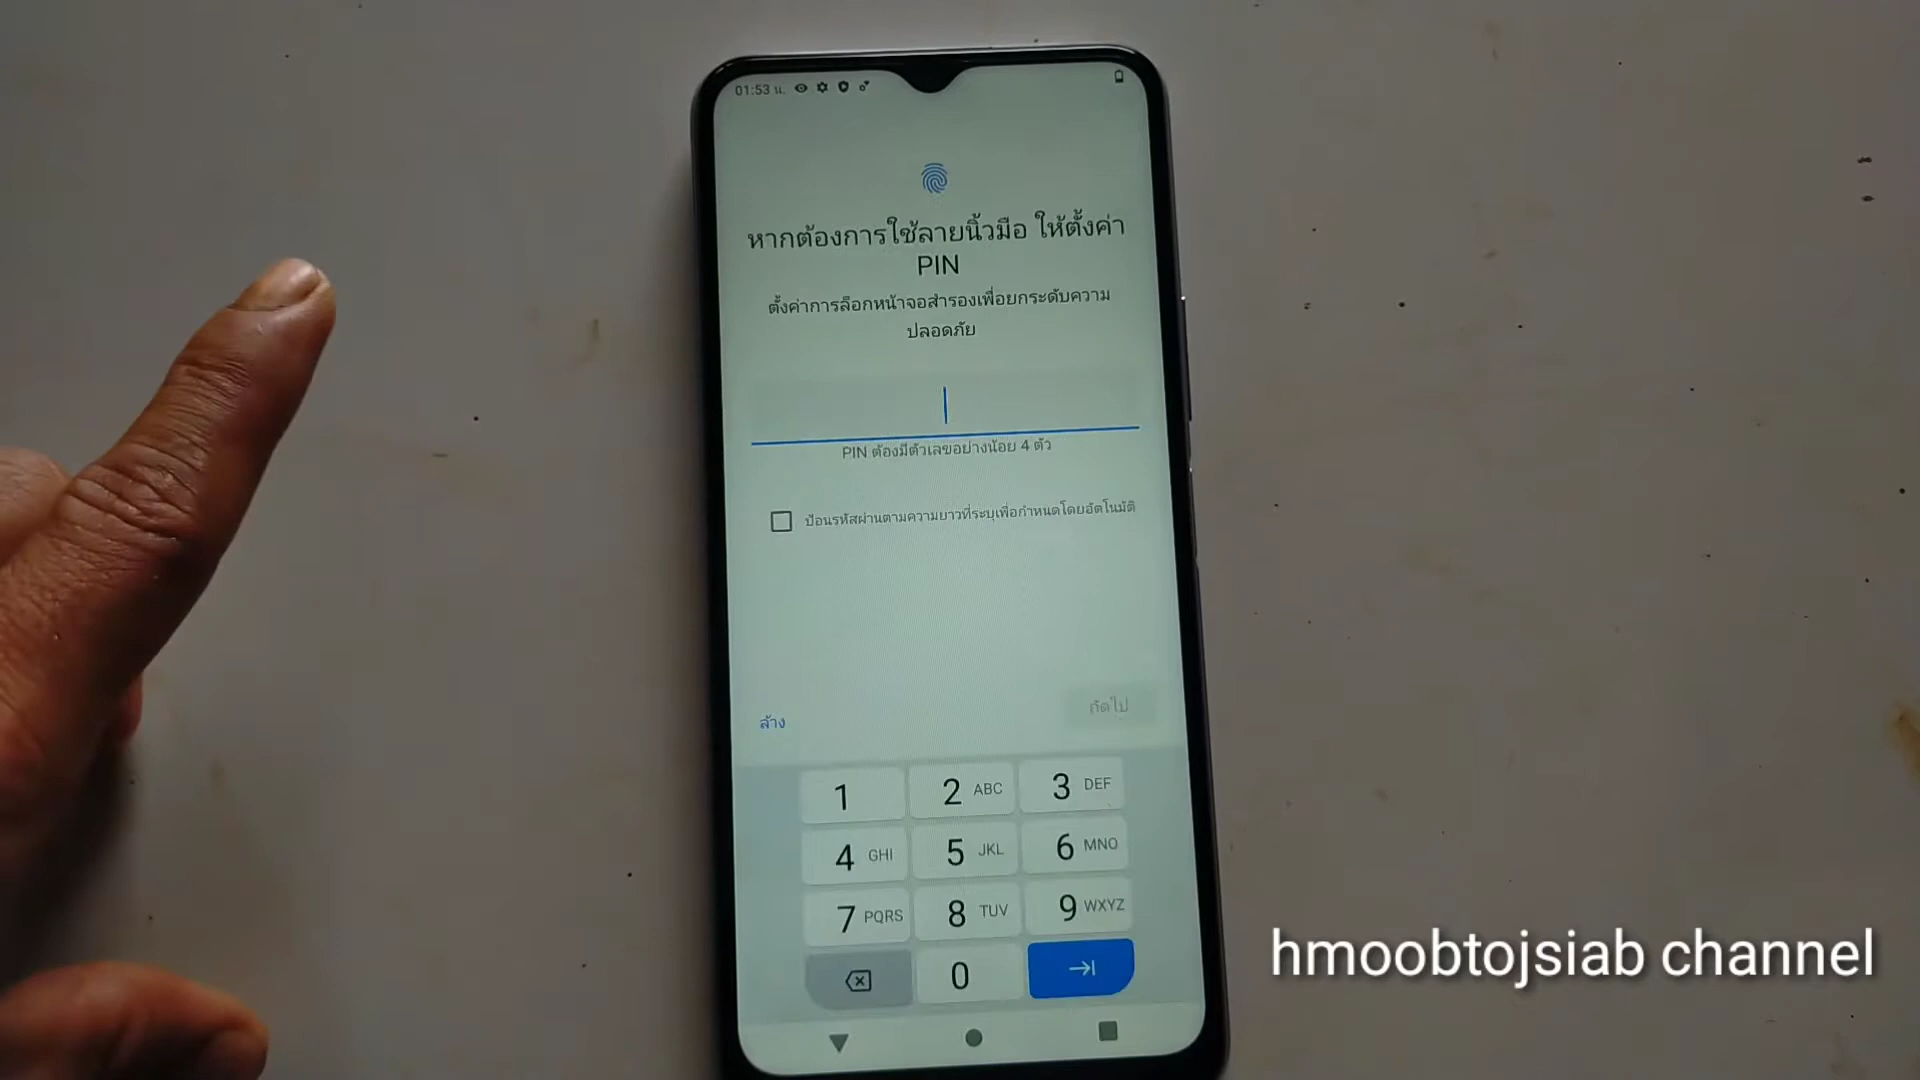 01:53 น.
หากต้องการใช้ลายนิ้วมือ ให้ตั้งค่า
PIN
ตั้งค่าการล็อกหน้าจอสำรองเพื่อยกระดับความ
ปลอดภัย
PIN ต้องมีตัวเลขอย่างน้อย 4 ตัว
ป้อนรหัสผ่านตามความยาวที่ระบุเพื่อกำหนดโดยอัตโนมัติ
ล้าง
ถัดไป
1 2 ABC 3 DEF
4 GHI 5 JKL 6 MNO
7 PQRS 8 TUV 9 WXYZ
0
hmoobtojsiab channel